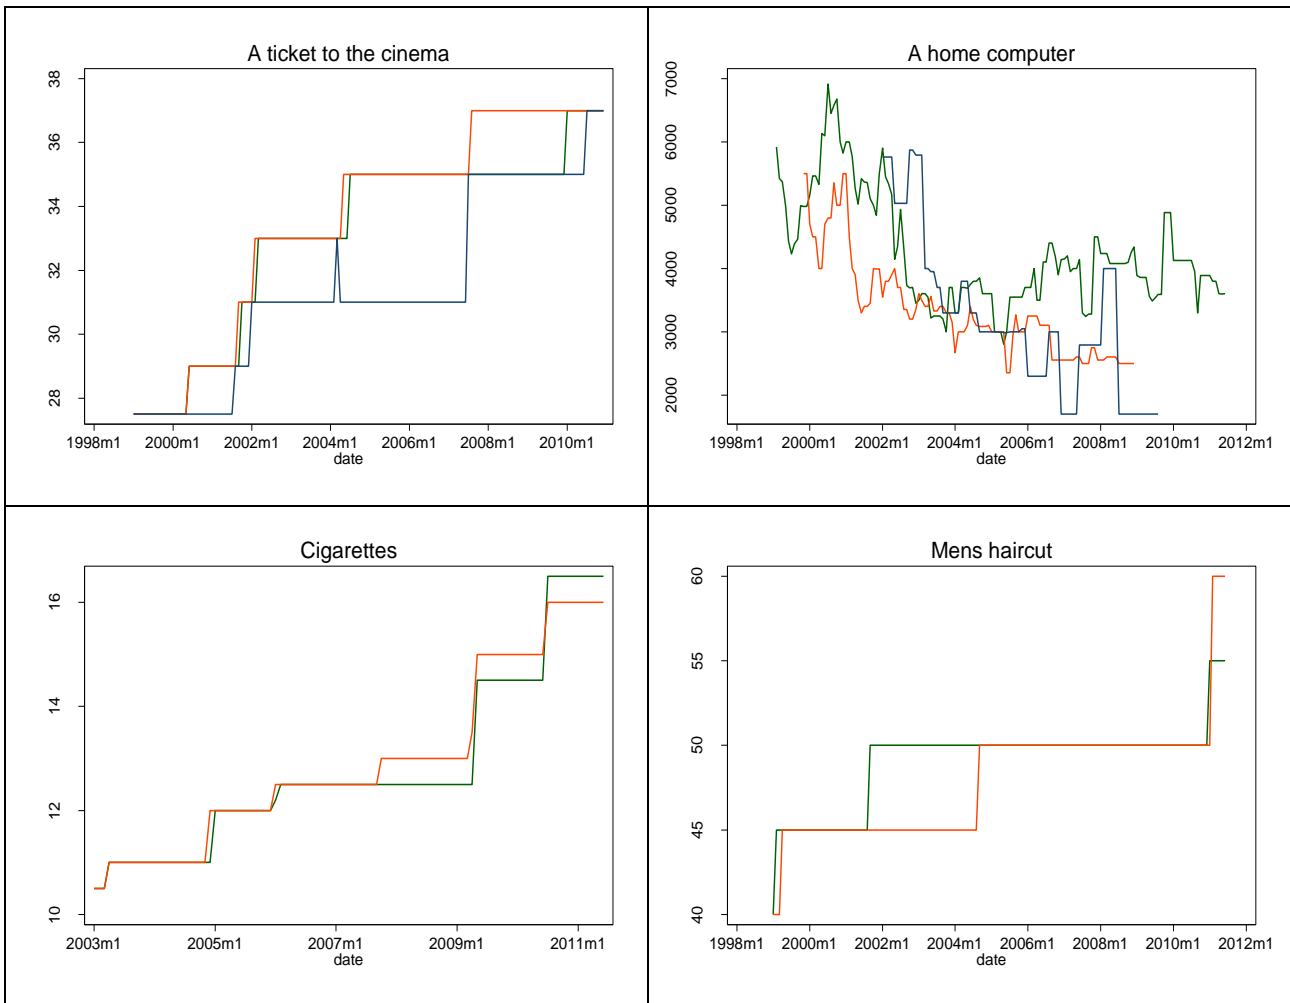 A ticket to the cinema
38
36
34
32
30
28
1998m1 2000m1 2002m1 2004m1 2006m1 2008m1 2010m1
date
A home computer
7000
6000
5000
4000
3000
2000
1998m1 2000m1 2002m1 2004m1 2006m1 2008m1 2010m1 2012m1
date
Cigarettes
16
14
12
10
2003m1 2005m1 2007m1 2009m1 2011m1
date
Mens haircut
60
55
50
45
40
1998m1 2000m1 2002m1 2004m1 2006m1 2008m1 2010m1 2012m1
date